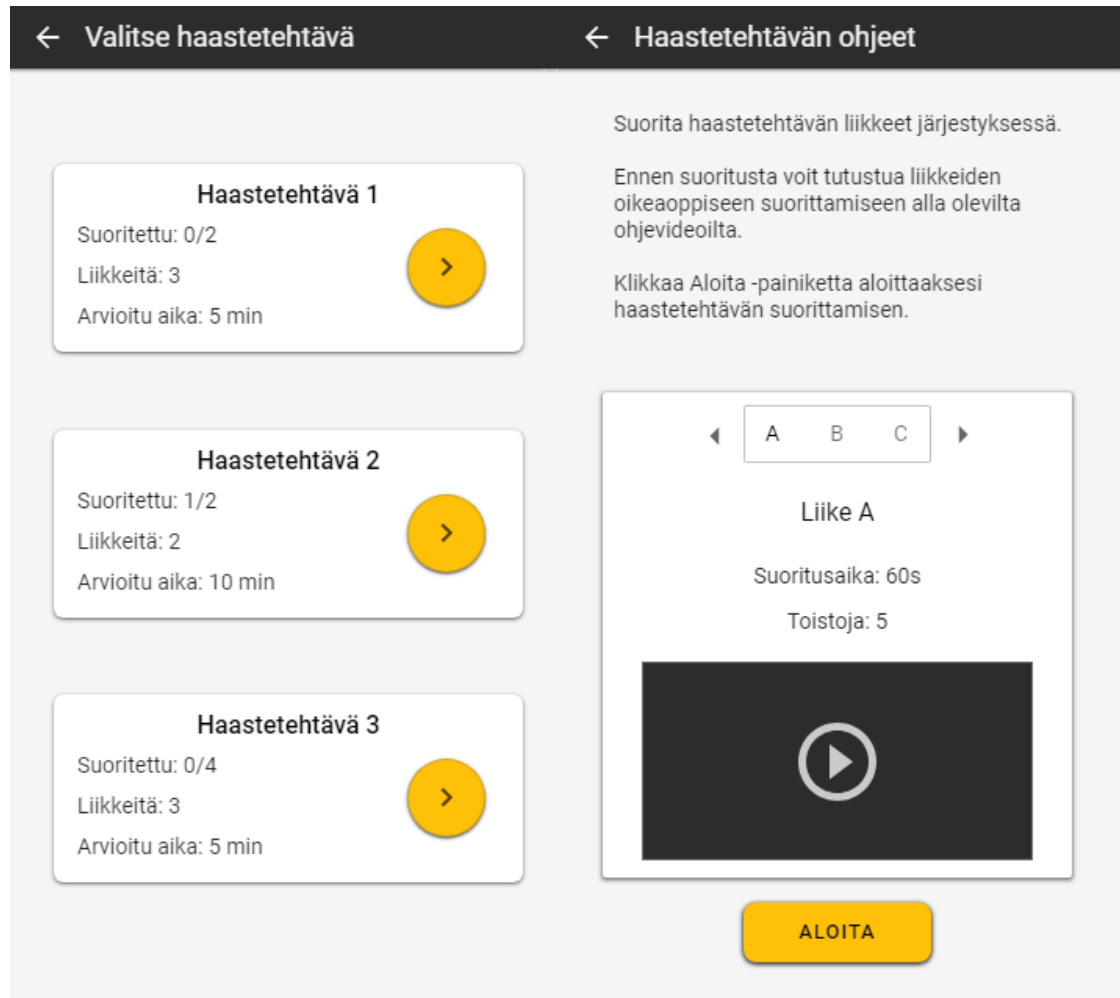 Valitse haastetehtävä
Haastetehtävä 1
Suoritettu: 0/2
Liikkeitä: 3
Arvioitu aika: 5 min
Haastetehtävä 2
Suoritettu: 1/2
Liikkeitä: 2
Arvioitu aika: 10 min
Haastetehtävä 3
Suoritettu: 0/4
Liikkeitä: 3
Arvioitu aika: 5 min
Haastetehtävän ohjeet
Suorita haastetehtävän liikkeet järjestyksessä.
Ennen suoritusta voit tutustua liikkeiden
oikeaoppiseen suorittamiseen alla olevilta
ohjevideoilta.
Klikkaa Aloita -painiketta aloittaaksesi
haastetehtävän suorittamisen.
A B C
Liike A
Suoritusaika: 60s
Toistoja: 5
ALOITA